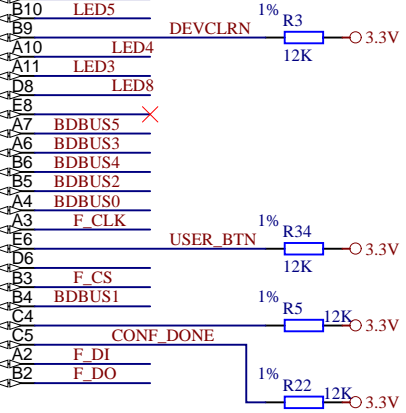 B10 LED5 1% R3
B9 DEVCLRN 3.3V
A10 LED4 12K
A11 LED3
D8 LED8
E8
A7 BDBUS5
A6 BDBUS3
B6 BDBUS4
B5 BDBUS2
A4 BDBUS0
A3 F_CLK 1% R34
E6 USER_BTN 3.3V
D6 12K
B3 F_CS
B4 BDBUS1 1% R5
C4 12K 3.3V
C5 CONF_DONE
A2 F_DI
B2 F_DO 1% R22
12K 3.3V